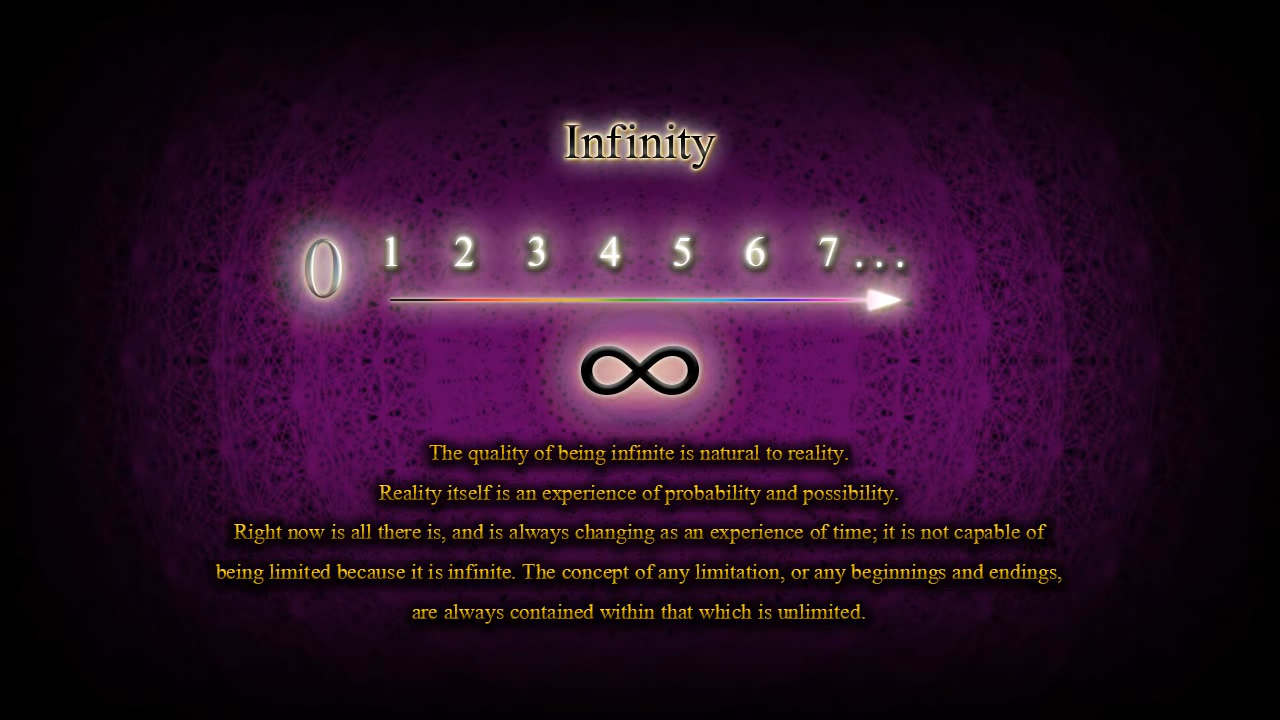 Infinity
0 1 2 3 4 5 6 7 . . .
∞
The quality of being infinite is natural to reality.
Reality itself is an experience of probability and possibility.
Right now is all there is, and is always changing as an experience of time; it is not capable of
being limited because it is infinite. The concept of any limitation, or any beginnings and endings,
are always contained within that which is unlimited.